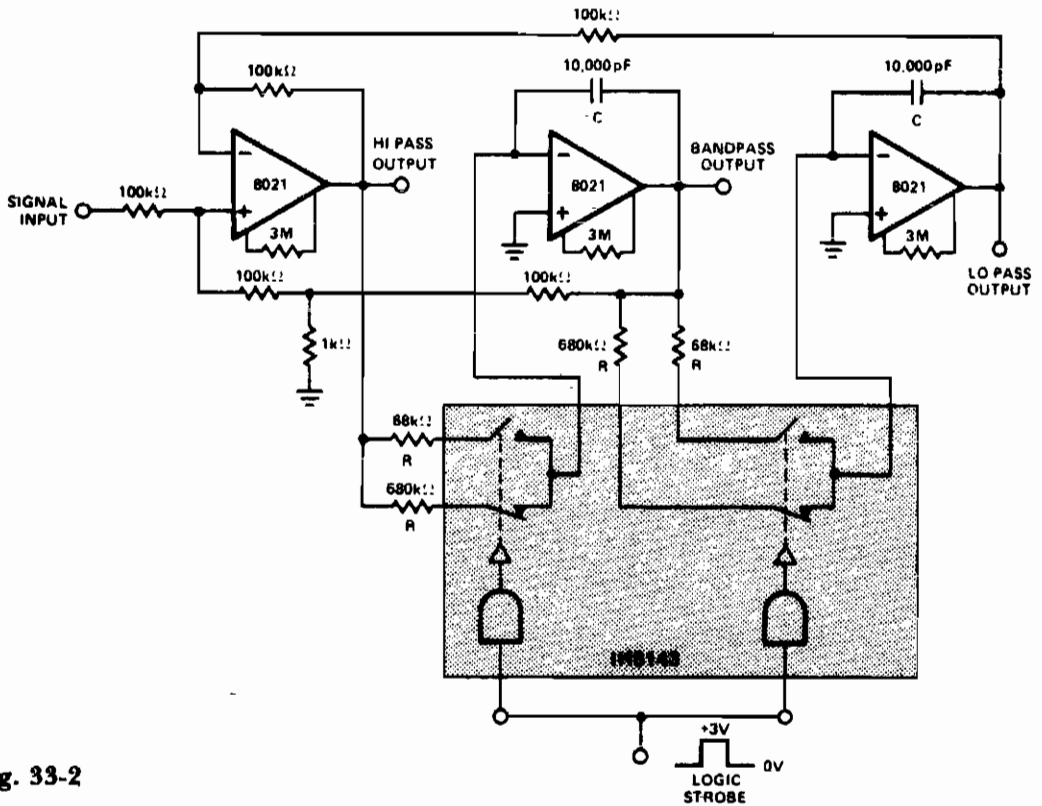 100kΩ
100kΩ
10,000pF
10,000pF
C
C
HI PASS
OUTPUT
BANDPASS
OUTPUT
-
8021
+
-
8021
+
-
8021
+
SIGNAL
INPUT
100kΩ
3M
3M
3M
LO PASS
OUTPUT
100kΩ
100kΩ
1kΩ
680kΩ
R
68kΩ
R
68kΩ
R
680kΩ
R
+3V
0V
LOGIC
STROBE
g. 33-2